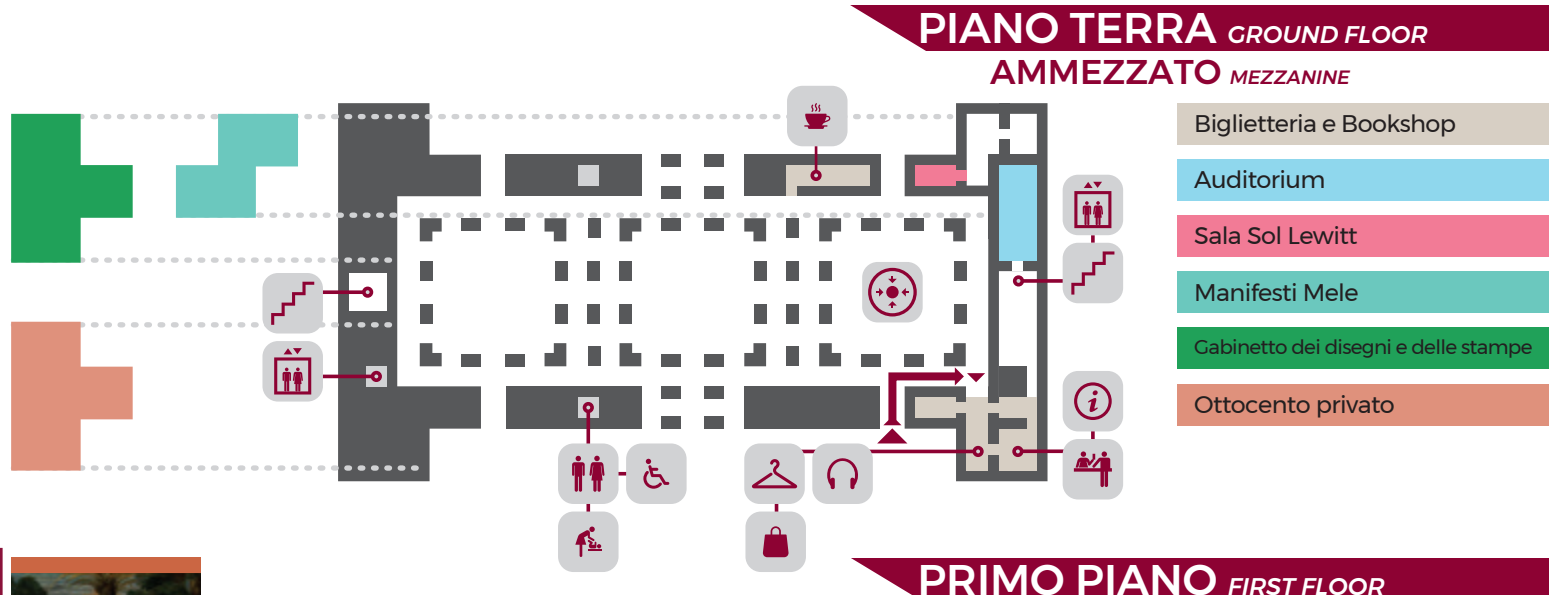 PIANO TERRA GROUND FLOOR
AMMEZZATO MEZZANINE
Biglietteria e Bookshop
Auditorium
Sala Sol Lewitt
Manifesti Mele
Gabinetto dei disegni e delle stampe
Ottocento privato
i
PRIMO PIANO FIRST FLOOR